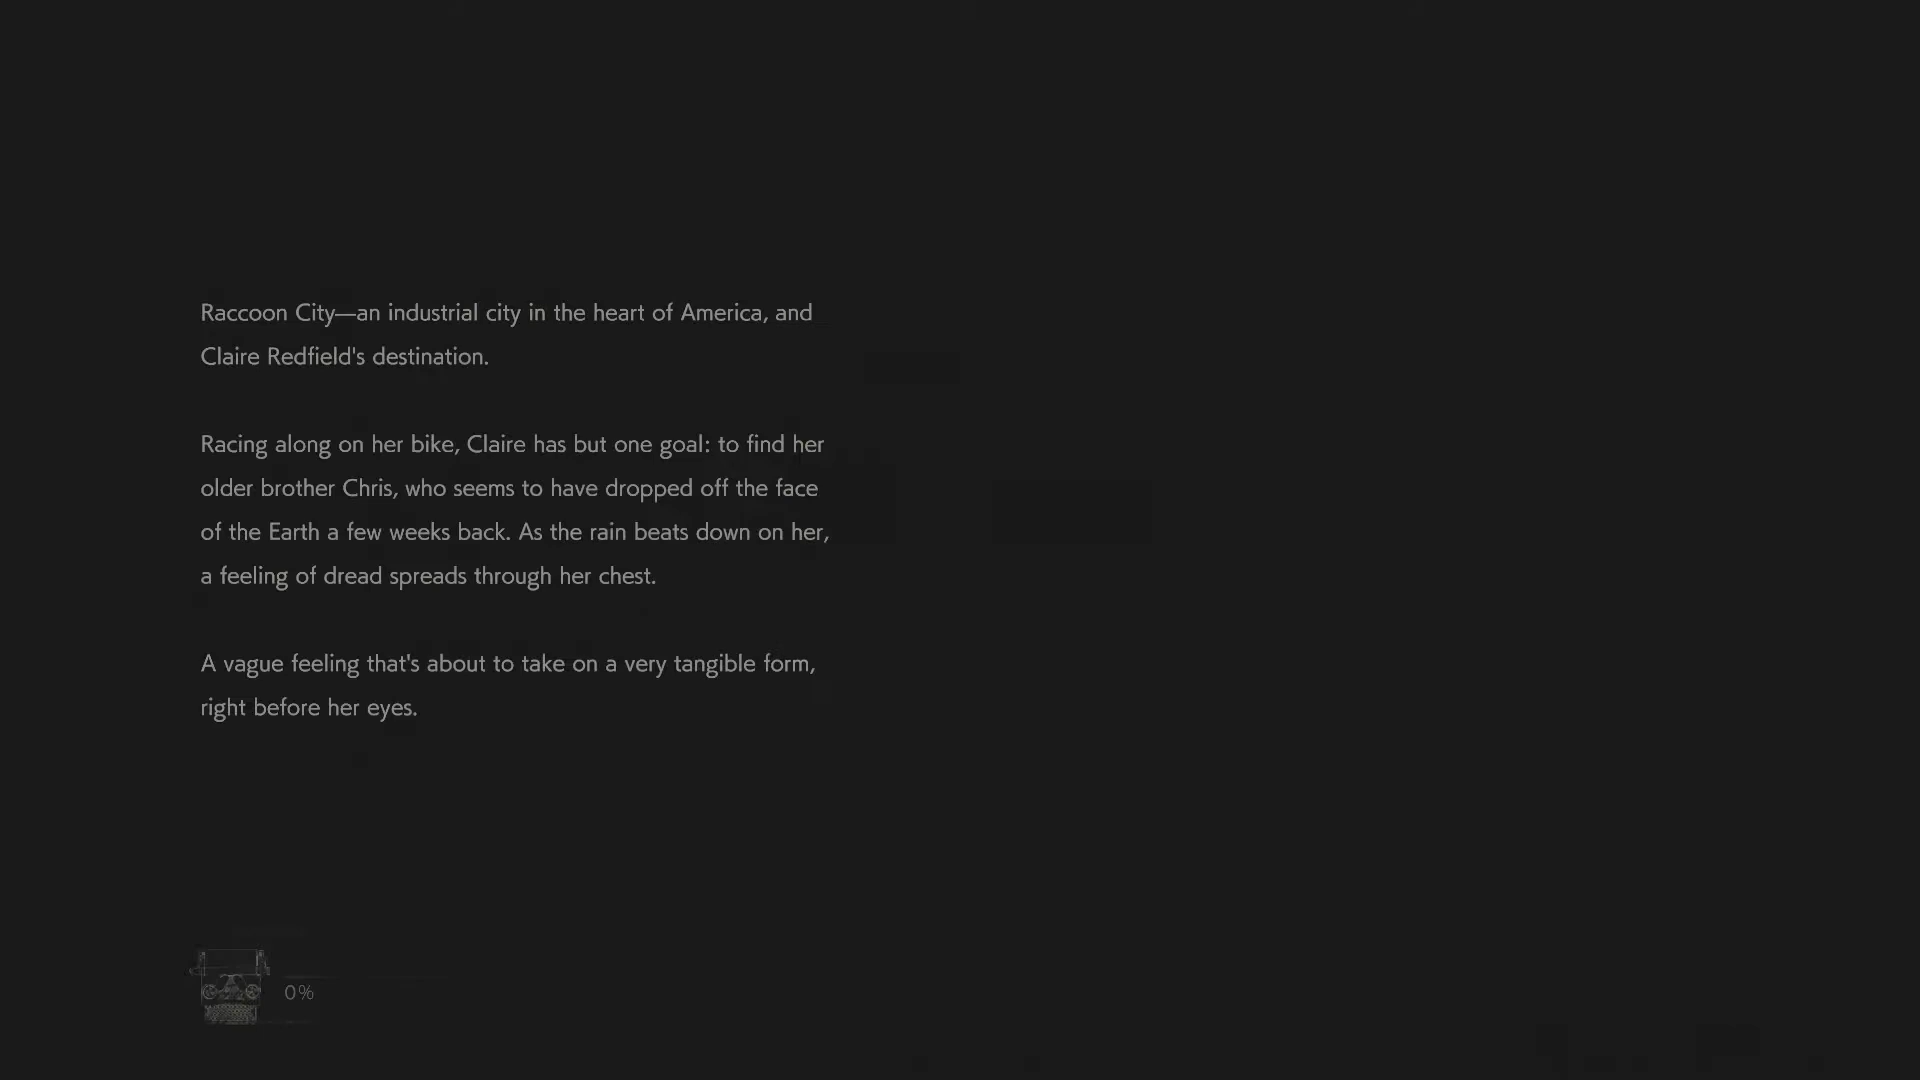 Raccoon City—an industrial city in the heart of America, and
Claire Redfield's destination.
Racing along on her bike, Claire has but one goal: to find her
older brother Chris, who seems to have dropped off the face
of the Earth a few weeks back. As the rain beats down on her,
a feeling of dread spreads through her chest.
A vague feeling that's about to take on a very tangible form,
right before her eyes.
0%